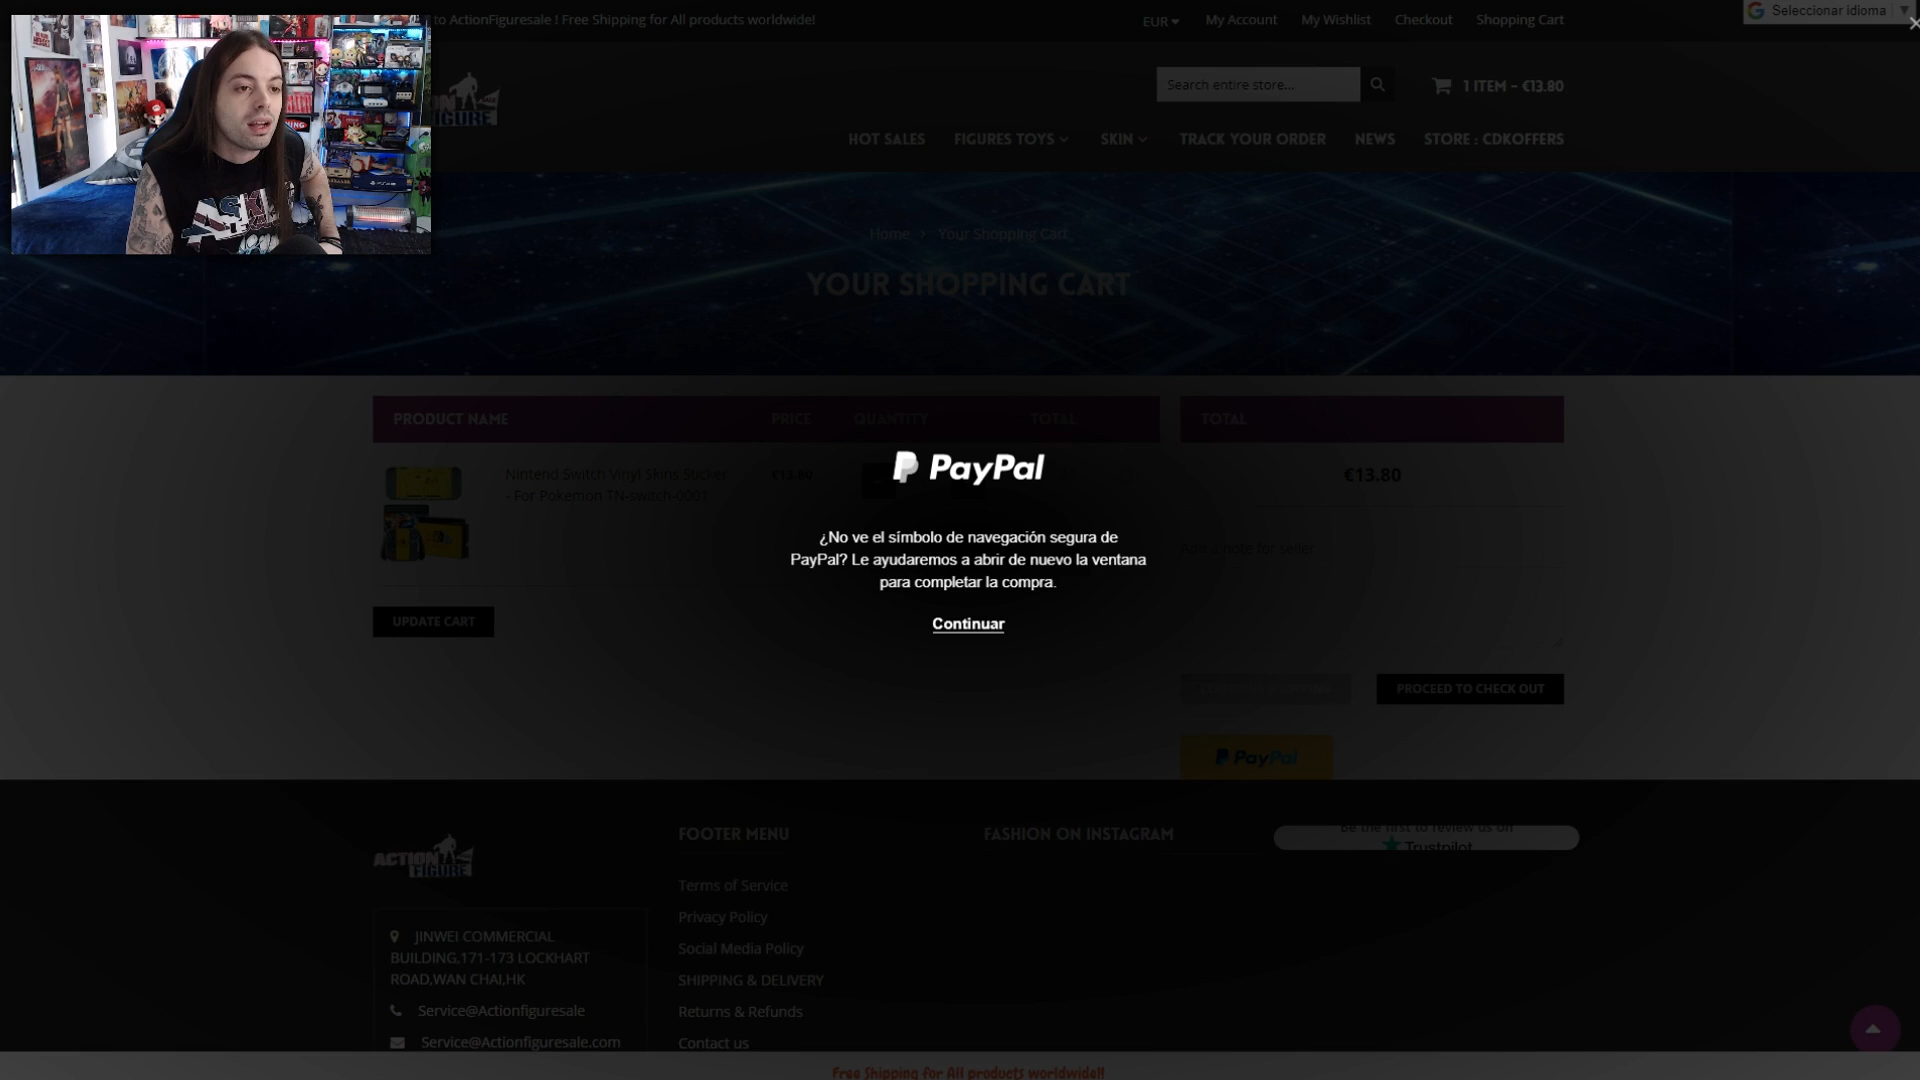 to ActionFiguresale ! Free Shipping for All products worldwide!
EUR
My Account
My Wishlist
Checkout
Shopping Cart
Seleccionar idioma
Search entire store...
1 ITEM - €13.80
HOT SALES
FIGURES TOYS
SKIN
TRACK YOUR ORDER
NEWS
STORE : CDKOFFERS
Home > Your Shopping Cart
YOUR SHOPPING CART
PRODUCT NAME
PRICE
QUANTITY
TOTAL
TOTAL
Nintend Switch Vinyl Skins Sticker
- For Pokemon TN-switch-0001
€13.80
€13.80
PayPal
¿No ve el símbolo de navegación segura de
PayPal? Le ayudaremos a abrir de nuevo la ventana
para completar la compra.
Continuar
Add a note for seller
UPDATE CART
PROCEED TO CHECK OUT
PayPal
ACTION
FIGURE
JINWEI COMMERCIAL
BUILDING,171-173 LOCKHART
ROAD,WAN CHAI,HK
Service@Actionfiguresale
Service@Actionfiguresale.com
FOOTER MENU
Terms of Service
Privacy Policy
Social Media Policy
SHIPPING & DELIVERY
Returns & Refunds
Contact us
FASHION ON INSTAGRAM
Be the first to review us on
Trustpilot
Free Shipping for All products worldwide!!